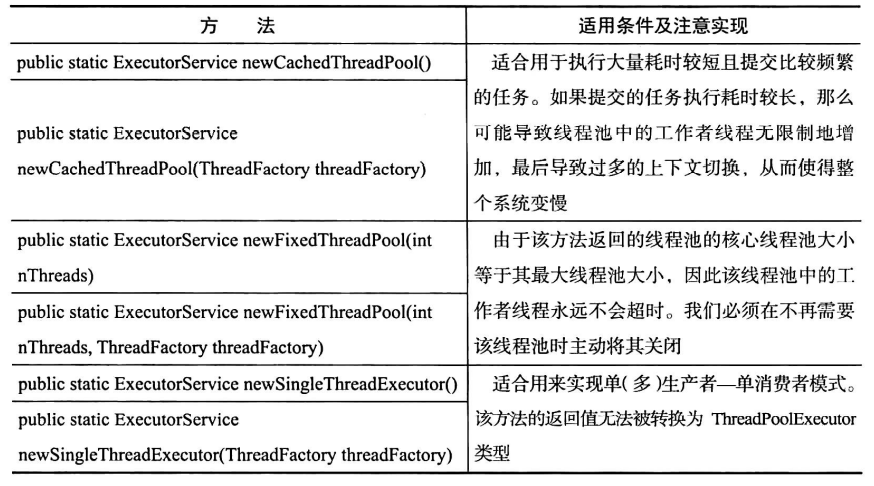 方 法
适用条件及注意实现
public static ExecutorService newCachedThreadPool()
public static ExecutorService
newCachedThreadPool(ThreadFactory threadFactory)
适合用于执行大量耗时较短且提交比较频繁
的任务。如果提交的任务执行耗时较长，那么
可能导致线程池中的工作者线程无限制地增
加，最后导致过多的上下文切换，从而使得整
个系统变慢
public static ExecutorService newFixedThreadPool(int
nThreads)
public static ExecutorService newFixedThreadPool(int
nThreads, ThreadFactory threadFactory)
由于该方法返回的线程池的核心线程池大小
等于其最大线程池大小，因此该线程池中的工
作者线程永远不会超时。我们必须在不再需要
该线程池时主动将其关闭
public static ExecutorService newSingleThreadExecutor()
public static ExecutorService
newSingleThreadExecutor(ThreadFactory threadFactory)
适合用来实现单(多)生产者—单消费者模式。
该方法的返回值无法被转换为 ThreadPoolExecutor
类型